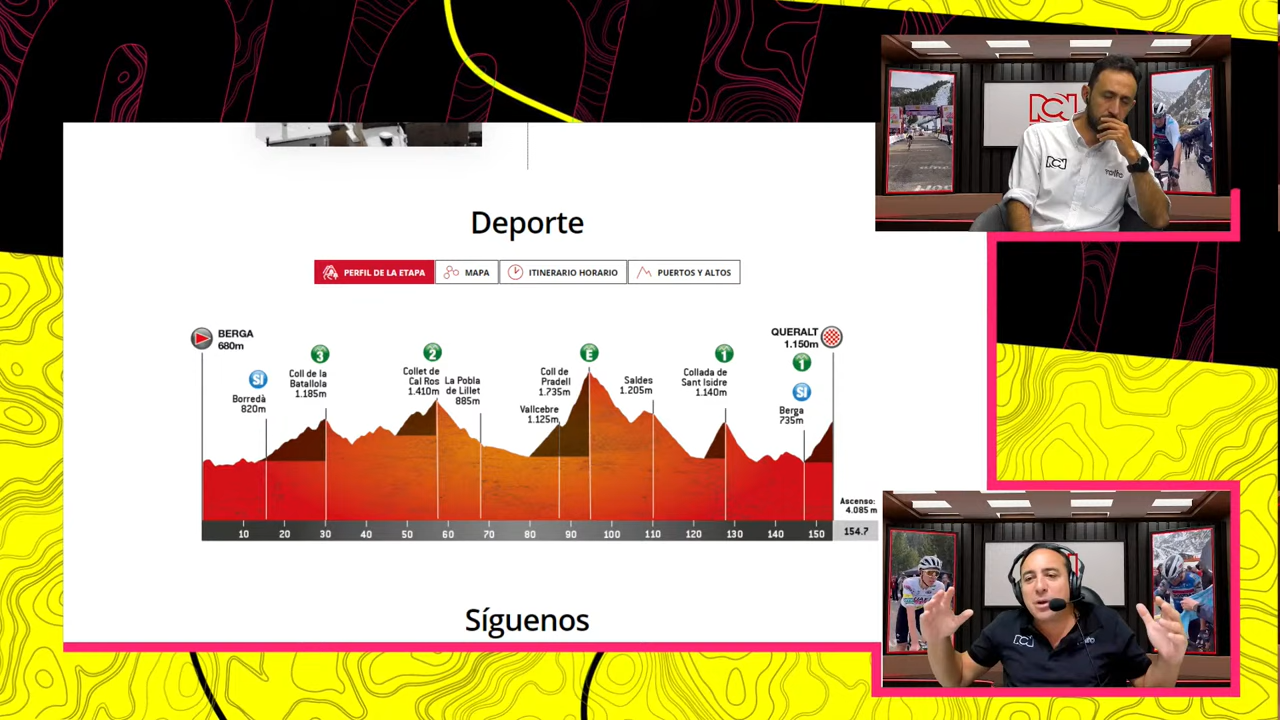 Deporte
PERFIL DE LA ETAPA
MAPA
ITINERARIO HORARIO
PUERTOS Y ALTOS
BERGA
680m
SI
Borredà
820m
3
Coll de la
Batallola
1.185m
2
Collet de
Cal Ros
1.410m
La Pobla
de Lillet
885m
Vallcebre
1.125m
E
Coll de
Pradell
1.735m
Saldes
1.205m
1
Collada de
Sant Isidre
1.140m
QUERALT
1.150m
1
SI
Berga
735m
Ascenso:
4.085 m
10 20 30 40 50 60 70 80 90 100 110 120 130 140 150 154.7
Síguenos
RCN
RCN
totto
RCN